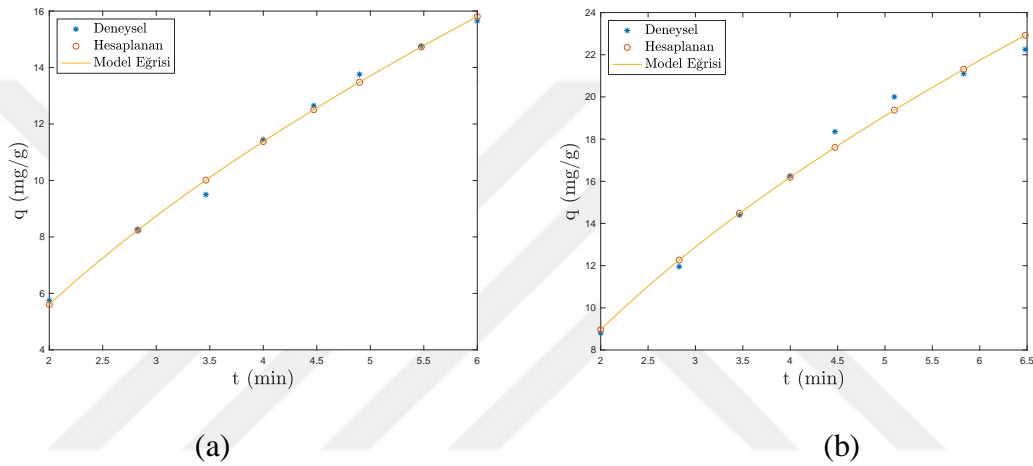 16
14
12
10
8
6
4
q (mg/g)
Deneysel
Hesaplanan
Model Eğrisi
2 2.5 3 3.5 4 4.5 5 5.5 6
t (min)
(a)
24
22
20
18
16
14
12
10
8
q (mg/g)
Deneysel
Hesaplanan
Model Eğrisi
2 2.5 3 3.5 4 4.5 5 5.5 6 6.5
t (min)
(b)